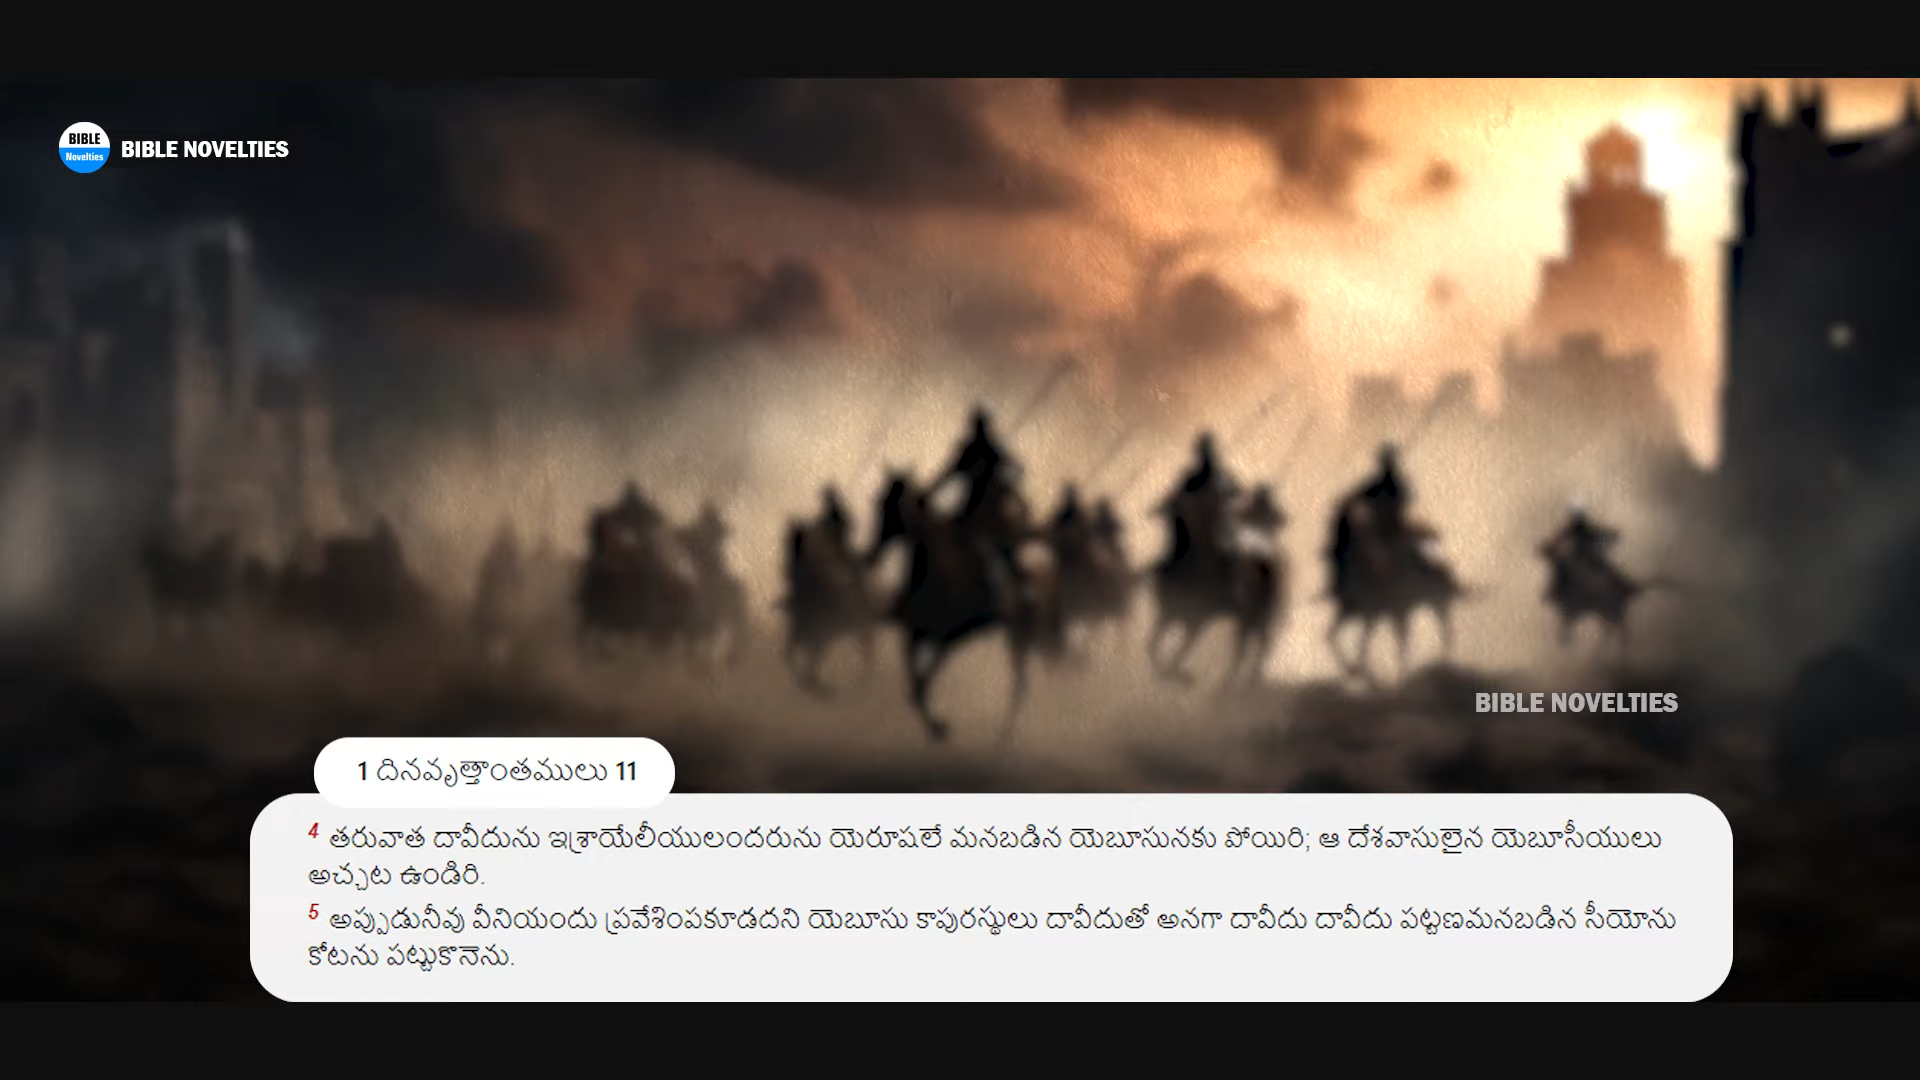 BIBLE
Novelties
BIBLE NOVELTIES
BIBLE NOVELTIES
1 దినవృత్తాంతములు 11
4 తరువాత దావీదును ఇశ్రాయేలీయులందరును యెరూషలే మనబడిన యెబూసునకు పోయిరి; ఆ దేశవాసులైన యెబూసీయులు
అచ్చట ఉండిరి.
5 అప్పుడునీవు వీనియందు ప్రవేశింపకూడదని యెబూసు కాపురస్థులు దావీదుతో అనగా దావీదు దావీదు పట్టణమనబడిన సీయోను
కోటను పట్టుకొనెను.